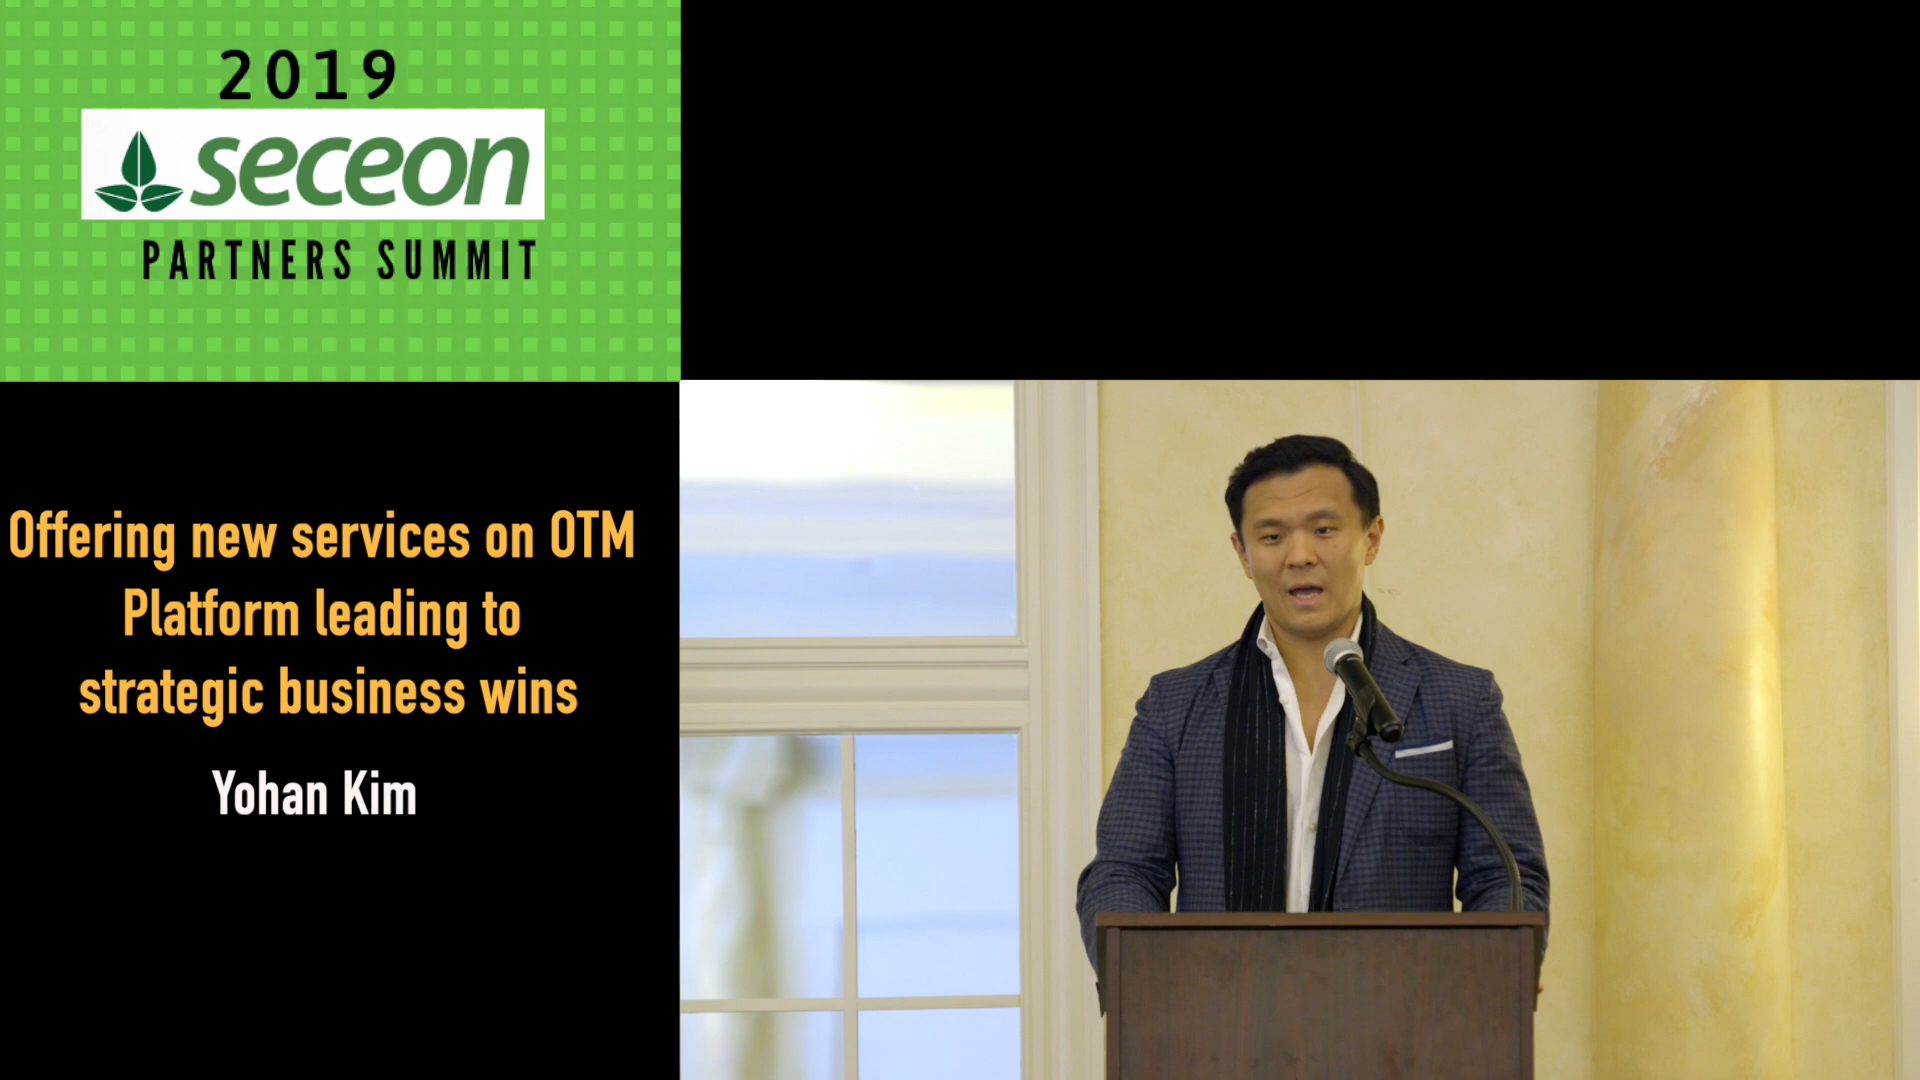 2019
seceon
PARTNERS SUMMIT
Offering new services on OTM
Platform leading to
strategic business wins
Yohan Kim